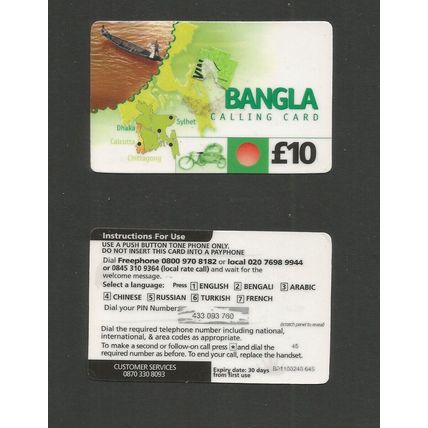 BANGLA
CALLING CARD
Dhaka
Sylhet
Calcutta
Chittagong
£10
Instructions For Use
USE A PUSH BUTTON TONE PHONE ONLY,
DO NOT INSERT THIS CARD INTO A PAYPHONE
Dial Freephone 0800 970 8182 or local 020 7698 9944
or 0845 310 9364 (local rate call) and wait for the
welcome message.
Select a language: Press 1 ENGLISH 2 BENGALI 3 ARABIC
4 CHINESE 5 RUSSIAN 6 TURKISH 7 FRENCH
Dial your PIN Number:
433 093 760
(scratch panel to reveal)
Dial the required telephone number including national,
international, & area codes as appropriate.
To make a second or follow-on call press * and dial the
required number as before. To end your call, replace the handset.
45
CUSTOMER SERVICES
0870 330 8093
Expiry date: 30 days
from first use